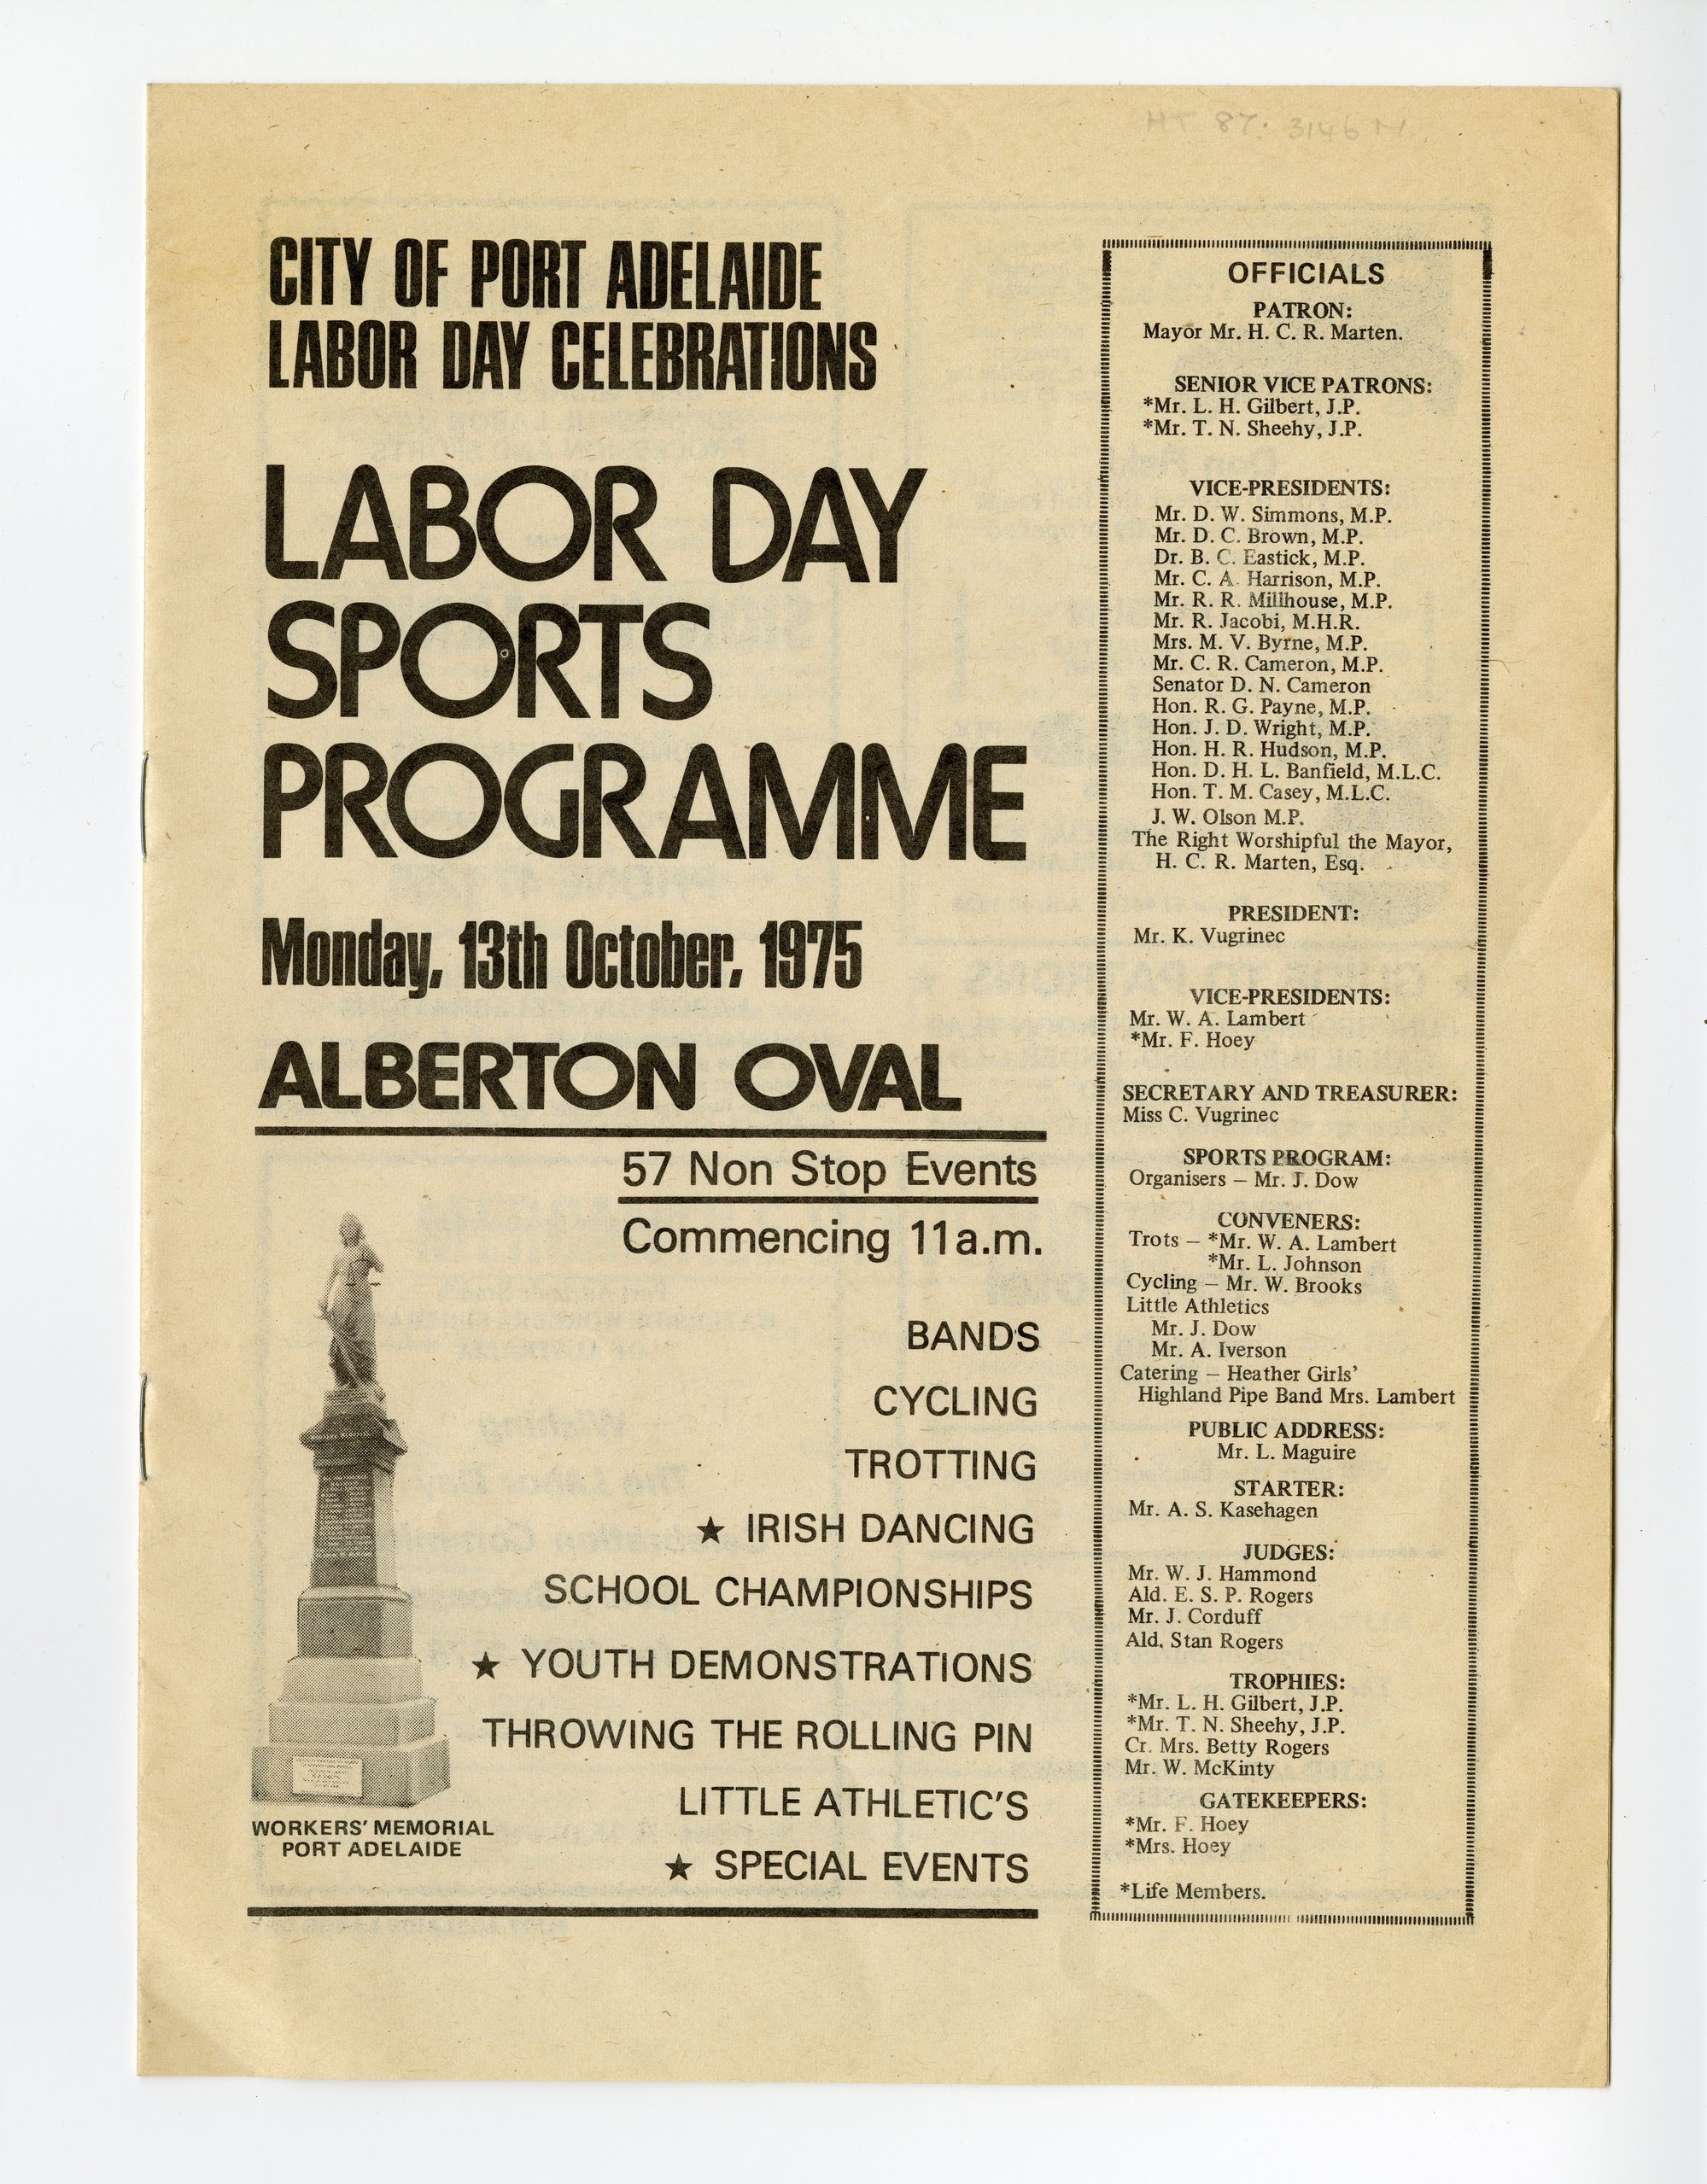 HT 87. 3146 M
CITY OF PORT ADELAIDE
LABOR DAY CELEBRATIONS
LABOR DAY
SPORTS
PROGRAMME
Monday, 13th October, 1975
ALBERTON OVAL
57 Non Stop Events
Commencing 11a.m.
BANDS
CYCLING
TROTTING
★ IRISH DANCING
SCHOOL CHAMPIONSHIPS
★ YOUTH DEMONSTRATIONS
THROWING THE ROLLING PIN
LITTLE ATHLETIC'S
★ SPECIAL EVENTS
WORKERS' MEMORIAL
PORT ADELAIDE
OFFICIALS
PATRON:
Mayor Mr. H. C. R. Marten.
SENIOR VICE PATRONS:
*Mr. L. H. Gilbert, J.P.
*Mr. T. N. Sheehy, J.P.
VICE-PRESIDENTS:
Mr. D. W. Simmons, M.P.
Mr. D. C. Brown, M.P.
Dr. B. C. Eastick, M.P.
Mr. C. A. Harrison, M.P.
Mr. R. R. Millhouse, M.P.
Mr. R. Jacobi, M.H.R.
Mrs. M. V. Byrne, M.P.
Mr. C. R. Cameron, M.P.
Senator D. N. Cameron
Hon. R. G. Payne, M.P.
Hon. J. D. Wright, M.P.
Hon. H. R. Hudson, M.P.
Hon. D. H. L. Banfield, M.L.C.
Hon. T. M. Casey, M.L.C.
J. W. Olson M.P.
The Right Worshipful the Mayor,
H. C. R. Marten, Esq.
PRESIDENT:
Mr. K. Vugrinec
VICE-PRESIDENTS:
Mr. W. A. Lambert
*Mr. F. Hoey
SECRETARY AND TREASURER:
Miss C. Vugrinec
SPORTS PROGRAM:
Organisers – Mr. J. Dow
CONVENERS:
Trots – *Mr. W. A. Lambert
*Mr. L. Johnson
Cycling – Mr. W. Brooks
Little Athletics
Mr. J. Dow
Mr. A. Iverson
Catering – Heather Girls'
Highland Pipe Band Mrs. Lambert
PUBLIC ADDRESS:
Mr. L. Maguire
STARTER:
Mr. A. S. Kasehagen
JUDGES:
Mr. W. J. Hammond
Ald. E. S. P. Rogers
Mr. J. Corduff
Ald. Stan Rogers
TROPHIES:
*Mr. L. H. Gilbert, J.P.
*Mr. T. N. Sheehy, J.P.
Cr. Mrs. Betty Rogers
Mr. W. McKinty
GATEKEEPERS:
*Mr. F. Hoey
*Mrs. Hoey
*Life Members.